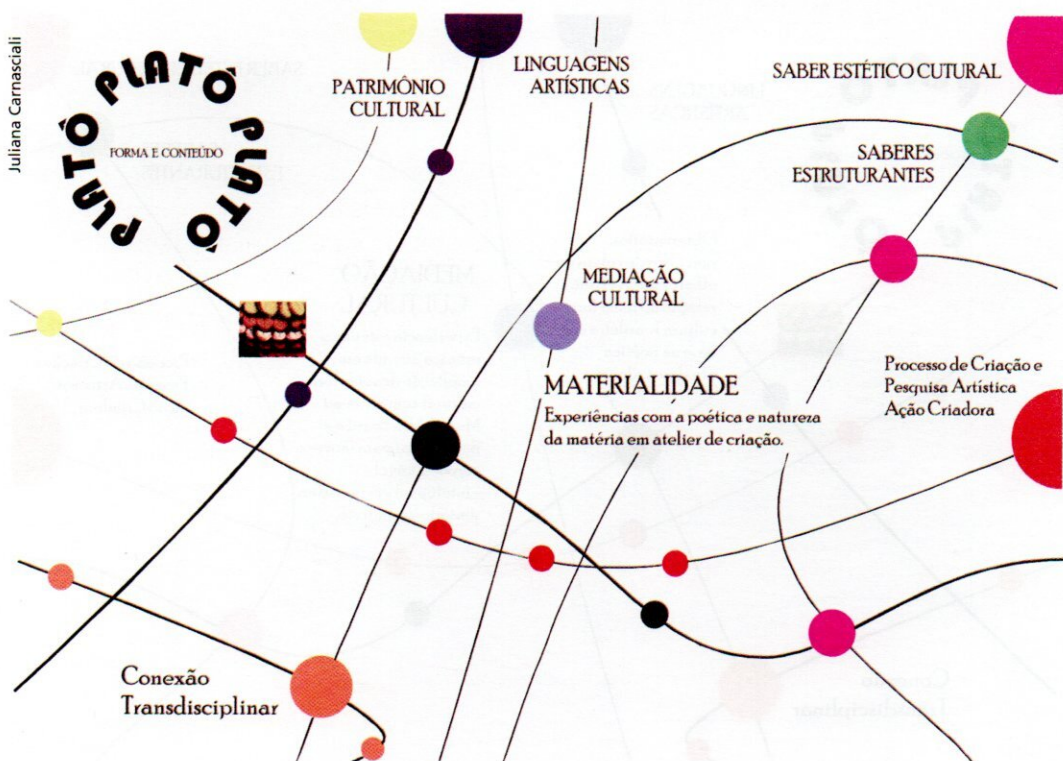 Juliana Carnasciali
PLATÔ PLATÔ PLATÔ
FORMA E CONTEÚDO
PATRIMÔNIO
CULTURAL
LINGUAGENS
ARTÍSTICAS
SABER ESTÉTICO CUTURAL
SABERES
ESTRUTURANTES
MEDIAÇÃO
CULTURAL
MATERIALIDADE
Experiências com a poética e natureza
da matéria em atelier de criação.
Processo de Criação e
Pesquisa Artística
Ação Criadora
Conexão
Transdisciplinar